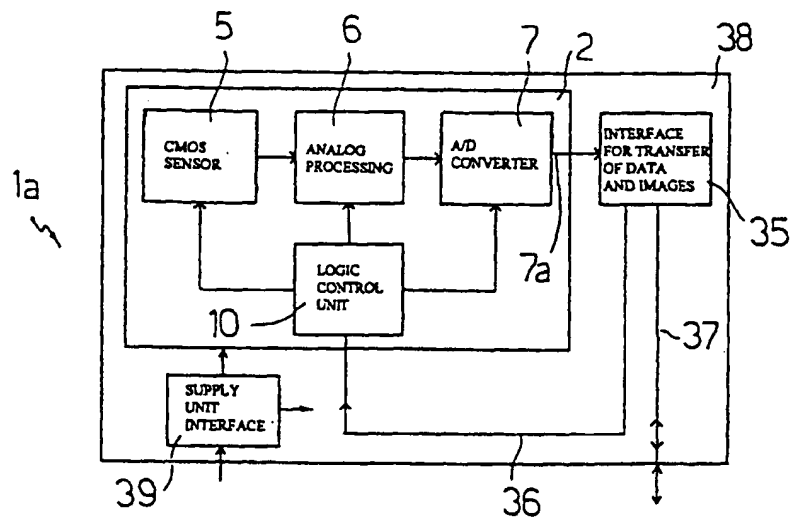 5
6
7
2
38
CMOS
SENSOR
ANALOG
PROCESSING
A/D
CONVERTER
INTERFACE
FOR TRANSFER
OF DATA
AND IMAGES
1a
35
7a
LOGIC
CONTROL
UNIT
10
37
SUPPLY
UNIT
INTERFACE
39
36